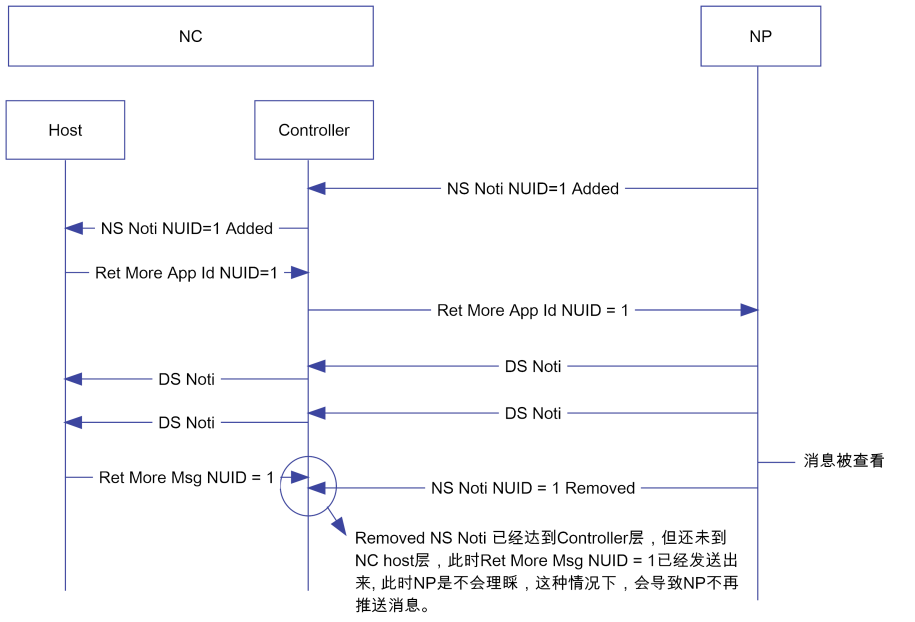 NC
NP
Host
Controller
NS Noti NUID=1 Added
NS Noti NUID=1 Added
Ret More App Id NUID=1
Ret More App Id NUID = 1
DS Noti
DS Noti
DS Noti
DS Noti
消息被查看
Ret More Msg NUID = 1
NS Noti NUID = 1 Removed
Removed NS Noti 已经达到Controller层，但还未到
NC host层，此时Ret More Msg NUID = 1已经发送出
来, 此时NP是不会理睬，这种情况下，会导致NP不再
推送消息。